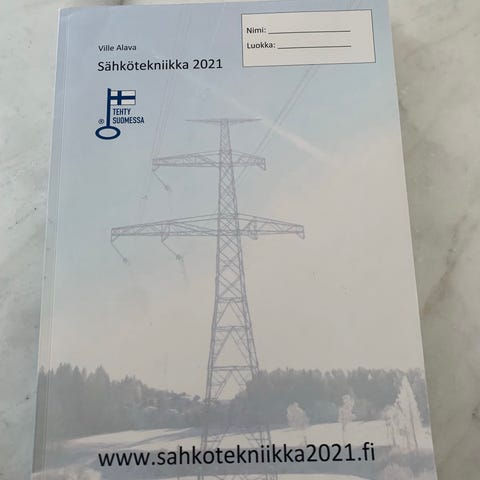 Nimi:
Luokka:
Ville Alava
Sähkötekniikka 2021
® TEHTY
SUOMESSA
www.sahkotekniikka2021.fi